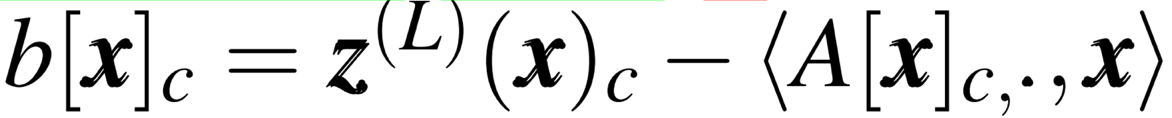 b[x]_c = z^{(L)}(x)_c − ⟨A[x]_{c,.}, x⟩